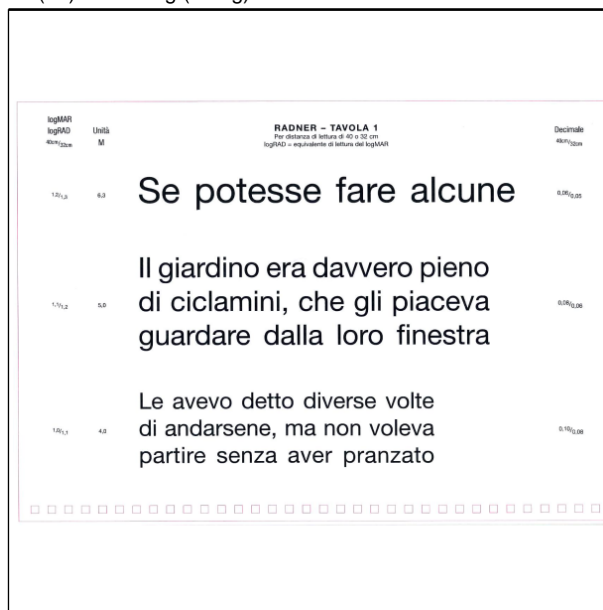 logMAR
logRAD
40cm/32cm
Unità
M
RADNER – TAVOLA 1
Per distanza di lettura di 40 o 32 cm
logRAD = equivalente di lettura del logMAR
Decimale
40cm/32cm
1,2/1,3 6,3 Se potesse fare alcune 0,06/0,05
Il giardino era davvero pieno
1,1/1,2 5,0 di ciclamini, che gli piaceva 0,08/0,06
guardare dalla loro finestra
Le avevo detto diverse volte
1,0/1,1 4,0 di andarsene, ma non voleva 0,10/0,08
partire senza aver pranzato